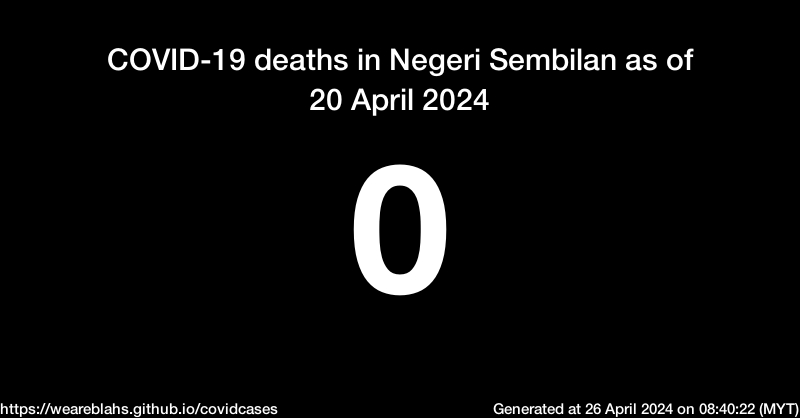 COVID-19 deaths in Negeri Sembilan as of
20 April 2024
0
https://weareblahs.github.io/covidcases
Generated at 26 April 2024 on 08:40:22 (MYT)